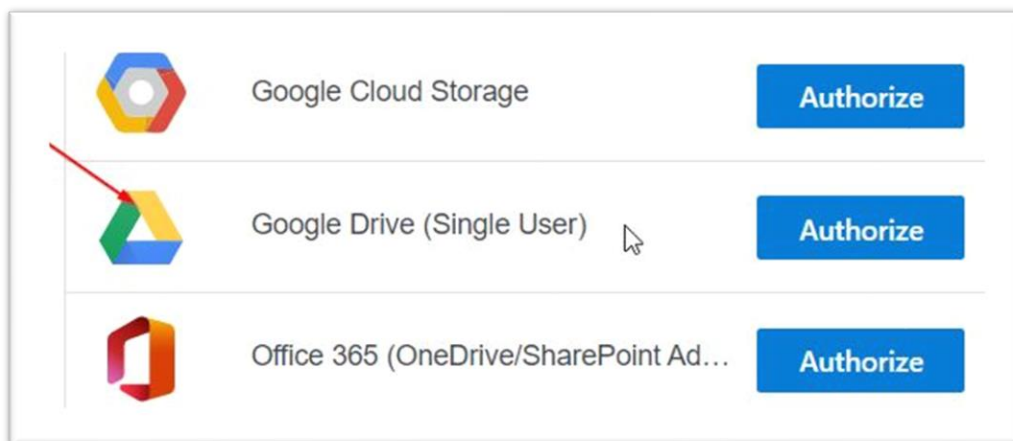 Google Cloud Storage
Authorize
Google Drive (Single User)
Authorize
Office 365 (OneDrive/SharePoint Ad...
Authorize